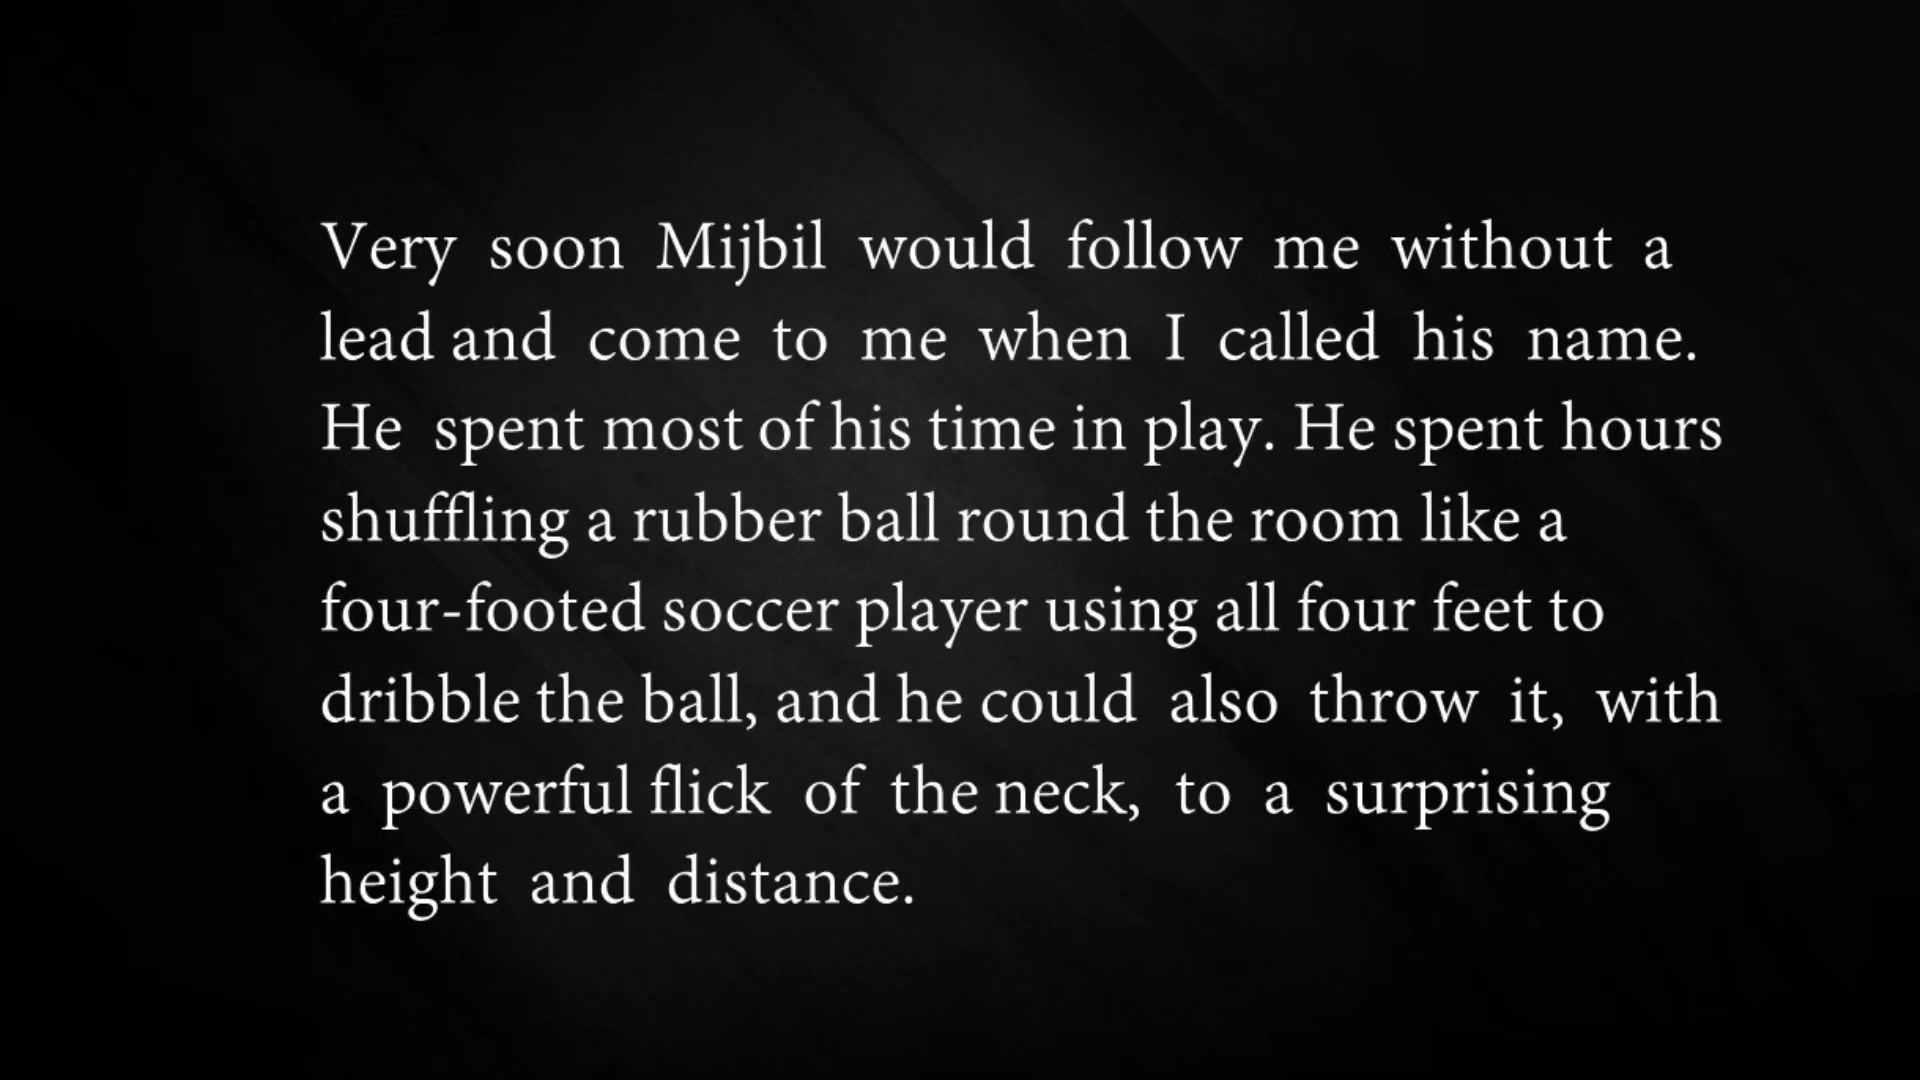 Very soon Mijbil would follow me without a
lead and come to me when I called his name.
He spent most of his time in play. He spent hours
shuffling a rubber ball round the room like a
four-footed soccer player using all four feet to
dribble the ball, and he could also throw it, with
a powerful flick of the neck, to a surprising
height and distance.